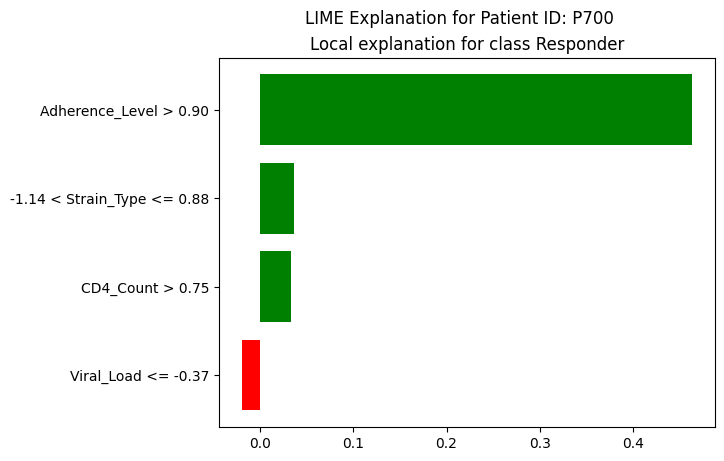 LIME Explanation for Patient ID: P700
Local explanation for class Responder
Adherence_Level > 0.90
-1.14 < Strain_Type <= 0.88
CD4_Count > 0.75
Viral_Load <= -0.37
0.0 0.1 0.2 0.3 0.4